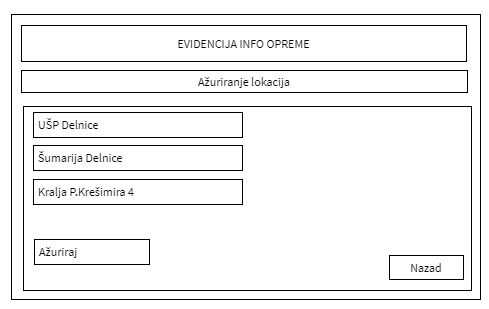 EVIDENCIJA INFO OPREME
Ažuriranje lokacija
UŠP Delnice
Šumarija Delnice
Kralja P.Krešimira 4
Ažuriraj
Nazad